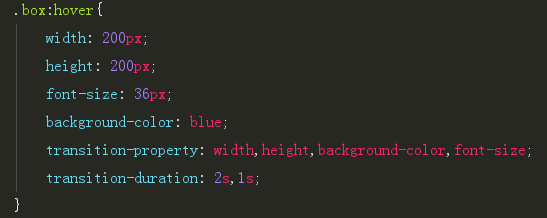 .box:hover{
width: 200px;
height: 200px;
font-size: 36px;
background-color: blue;
transition-property: width,height,background-color,font-size;
transition-duration: 2s,1s;
}